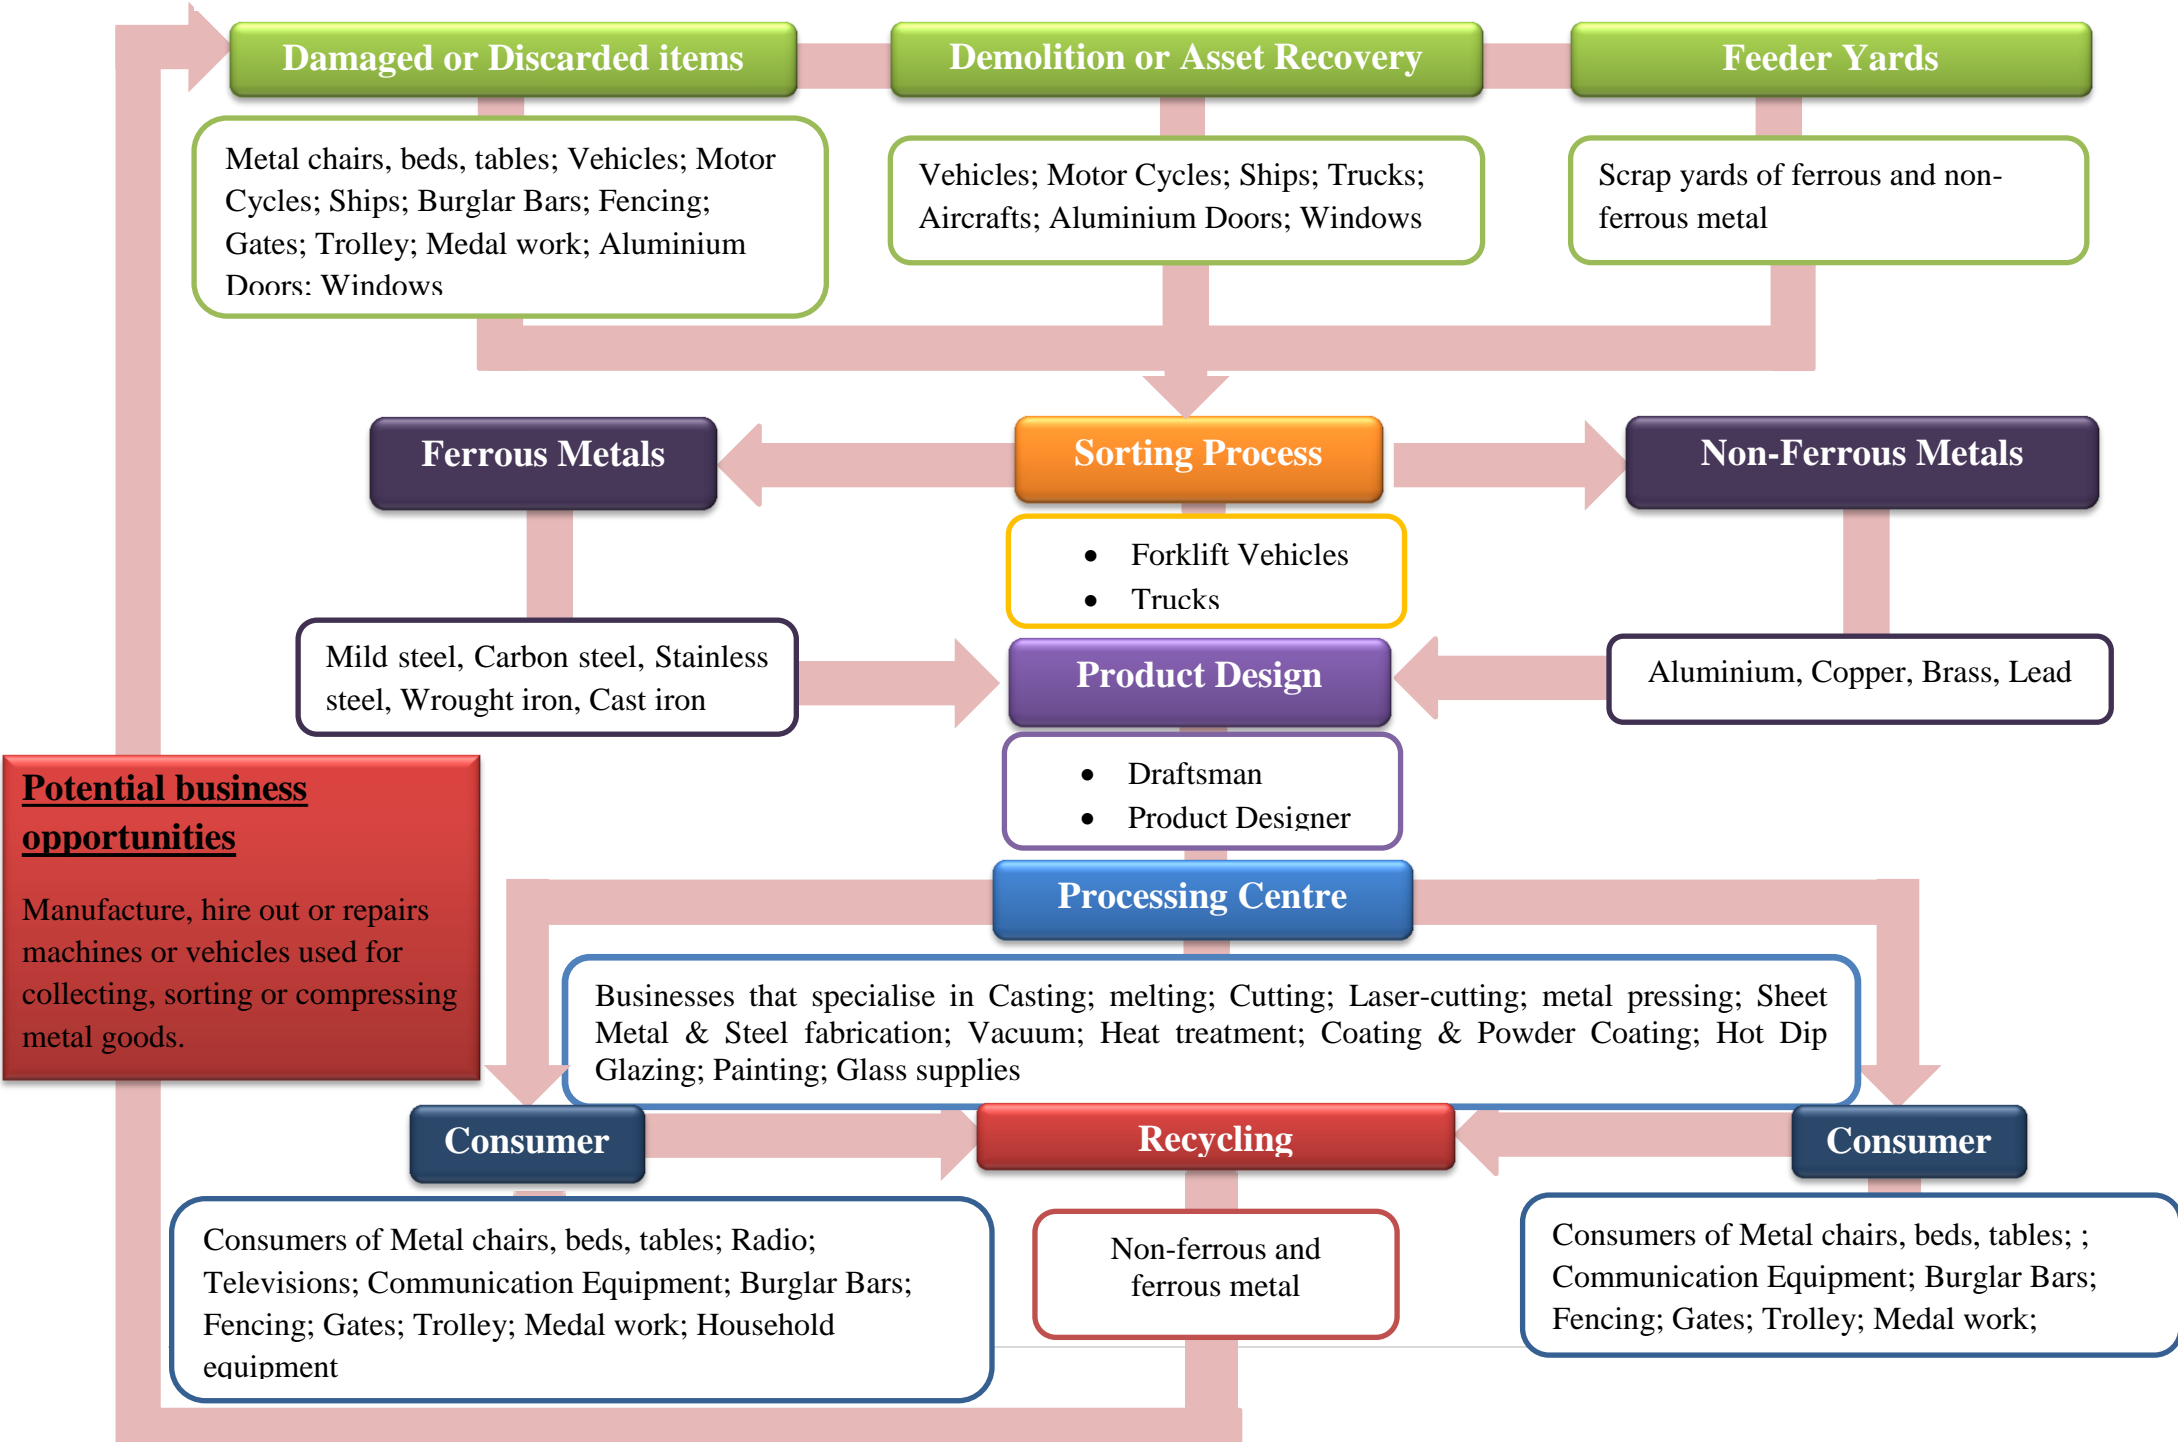 Damaged or Discarded items
Demolition or Asset Recovery
Feeder Yards
Metal chairs, beds, tables; Vehicles; Motor
Cycles; Ships; Burglar Bars; Fencing;
Gates; Trolley; Medal work; Aluminium
Doors; Windows
Vehicles; Motor Cycles; Ships; Trucks;
Aircrafts; Aluminium Doors; Windows
Scrap yards of ferrous and non-
ferrous metal
Ferrous Metals
Sorting Process
Non-Ferrous Metals
• Forklift Vehicles
• Trucks
Mild steel, Carbon steel, Stainless
steel, Wrought iron, Cast iron
Product Design
Aluminium, Copper, Brass, Lead
• Draftsman
• Product Designer
Potential business
opportunities
Manufacture, hire out or repairs
machines or vehicles used for
collecting, sorting or compressing
metal goods.
Processing Centre
Businesses that specialise in Casting; melting; Cutting; Laser-cutting; metal pressing; Sheet
Metal & Steel fabrication; Vacuum; Heat treatment; Coating & Powder Coating; Hot Dip
Glazing; Painting; Glass supplies
Consumer
Recycling
Consumer
Consumers of Metal chairs, beds, tables; Radio;
Televisions; Communication Equipment; Burglar Bars;
Fencing; Gates; Trolley; Medal work; Household
equipment
Non-ferrous and
ferrous metal
Consumers of Metal chairs, beds, tables; ;
Communication Equipment; Burglar Bars;
Fencing; Gates; Trolley; Medal work;